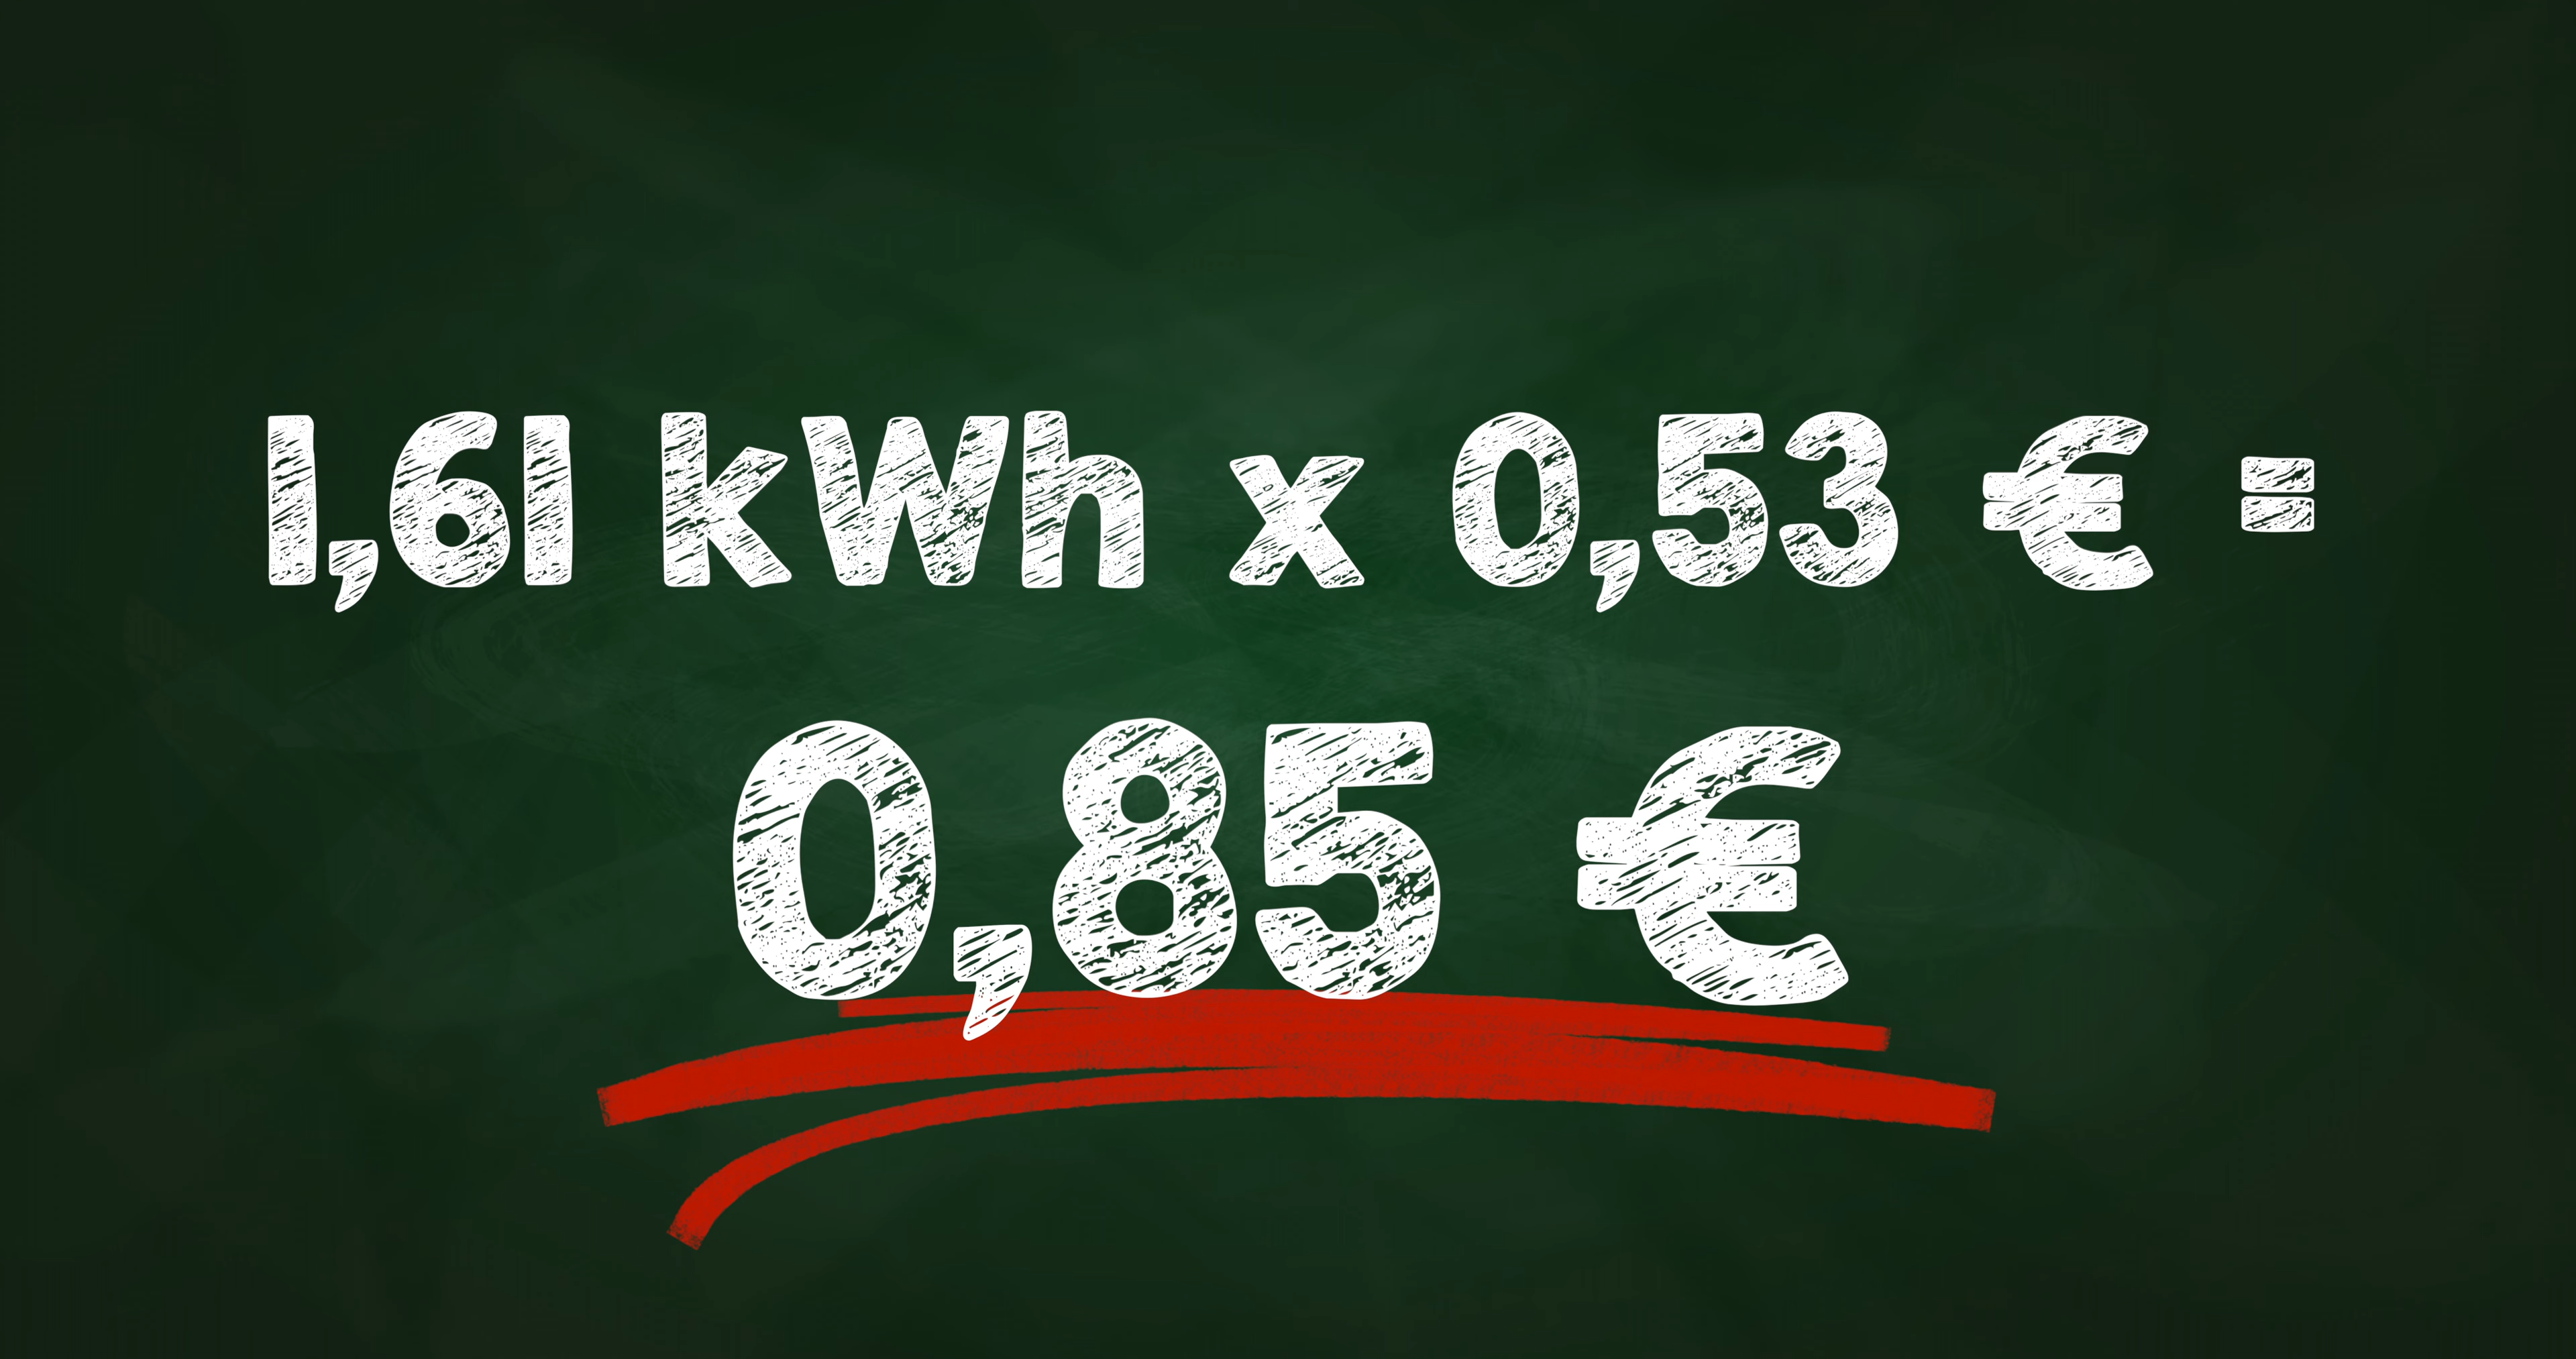 1,61 kWh x 0,53 € =
0,85 €